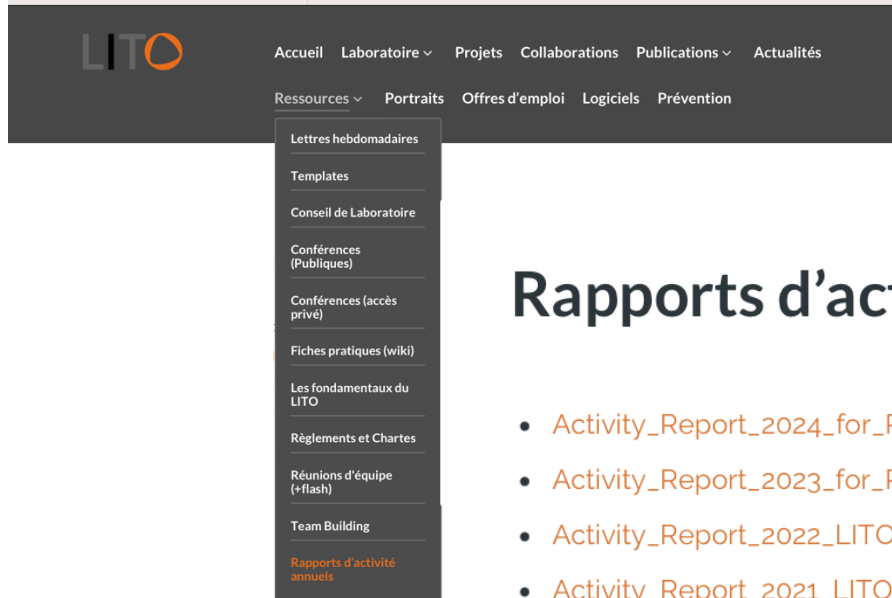 LITO
Accueil Laboratoire Projets Collaborations Publications Actualités
Ressources Portraits Offres d'emploi Logiciels Prévention
Lettres hebdomadaires
Templates
Conseil de Laboratoire
Conférences
(Publiques)
Conférences (accès
privé)
Fiches pratiques (wiki)
Les fondamentaux du
LITO
Règlements et Chartes
Réunions d'équipe
(+flash)
Team Building
Rapports d'activité
annuels
Rapports d’act
Activity_Report_2024_for_
Activity_Report_2023_for_
Activity_Report_2022_LITO
Activity_Report_2021_LITO